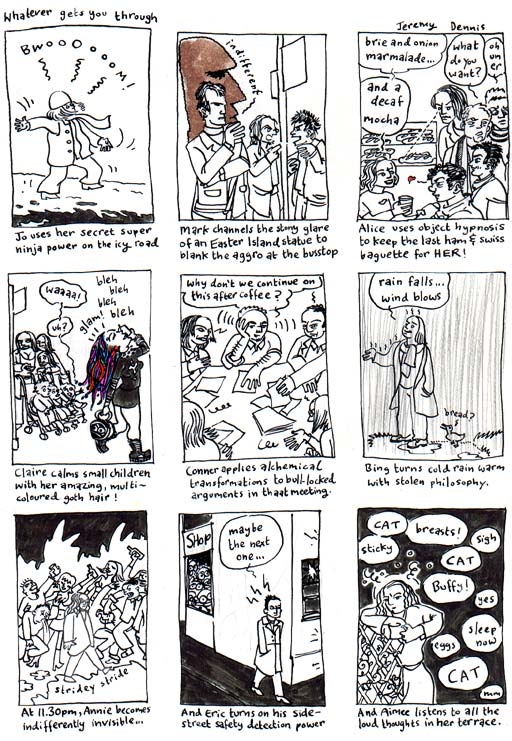 Whatever gets you through
Jeremy Dennis
BWOOOOOOM!
Jo uses her secret super
ninja power on the icy road
indifferent
Mark channels the stony glare
of an Easter Island statue to
blank the aggro at the busstop
brie and onion
marmalade...
and a
decaf
mocha
what
do you
want?
oh
un
er
Alice uses object hypnosis
to keep the last ham & swiss
baguette for HER!
waaaa!
uh?
glam!
bleh
bleh
bleh
bleh
Claire calms small children
with her amazing, multi-
coloured goth hair!
why don't we continue on
this after coffee?
Conner applies alchemical
transformations to bull-locked
arguments in thaat meeting.
rain falls...
wind blows
bread?
Bing turns cold rain warm
with stolen philosophy.
stridey stride
At 11.30pm, Annie becomes
indifferently invisible...
SHOP
maybe
the next
one...
And Eric turns on his side-
street safety detection power
CAT
breasts!
sigh
sticky
CAT
Buffy!
yes
sleep
now
eggs
CAT
mm
And Aimee listens to all the
loud thoughts in her terrace.